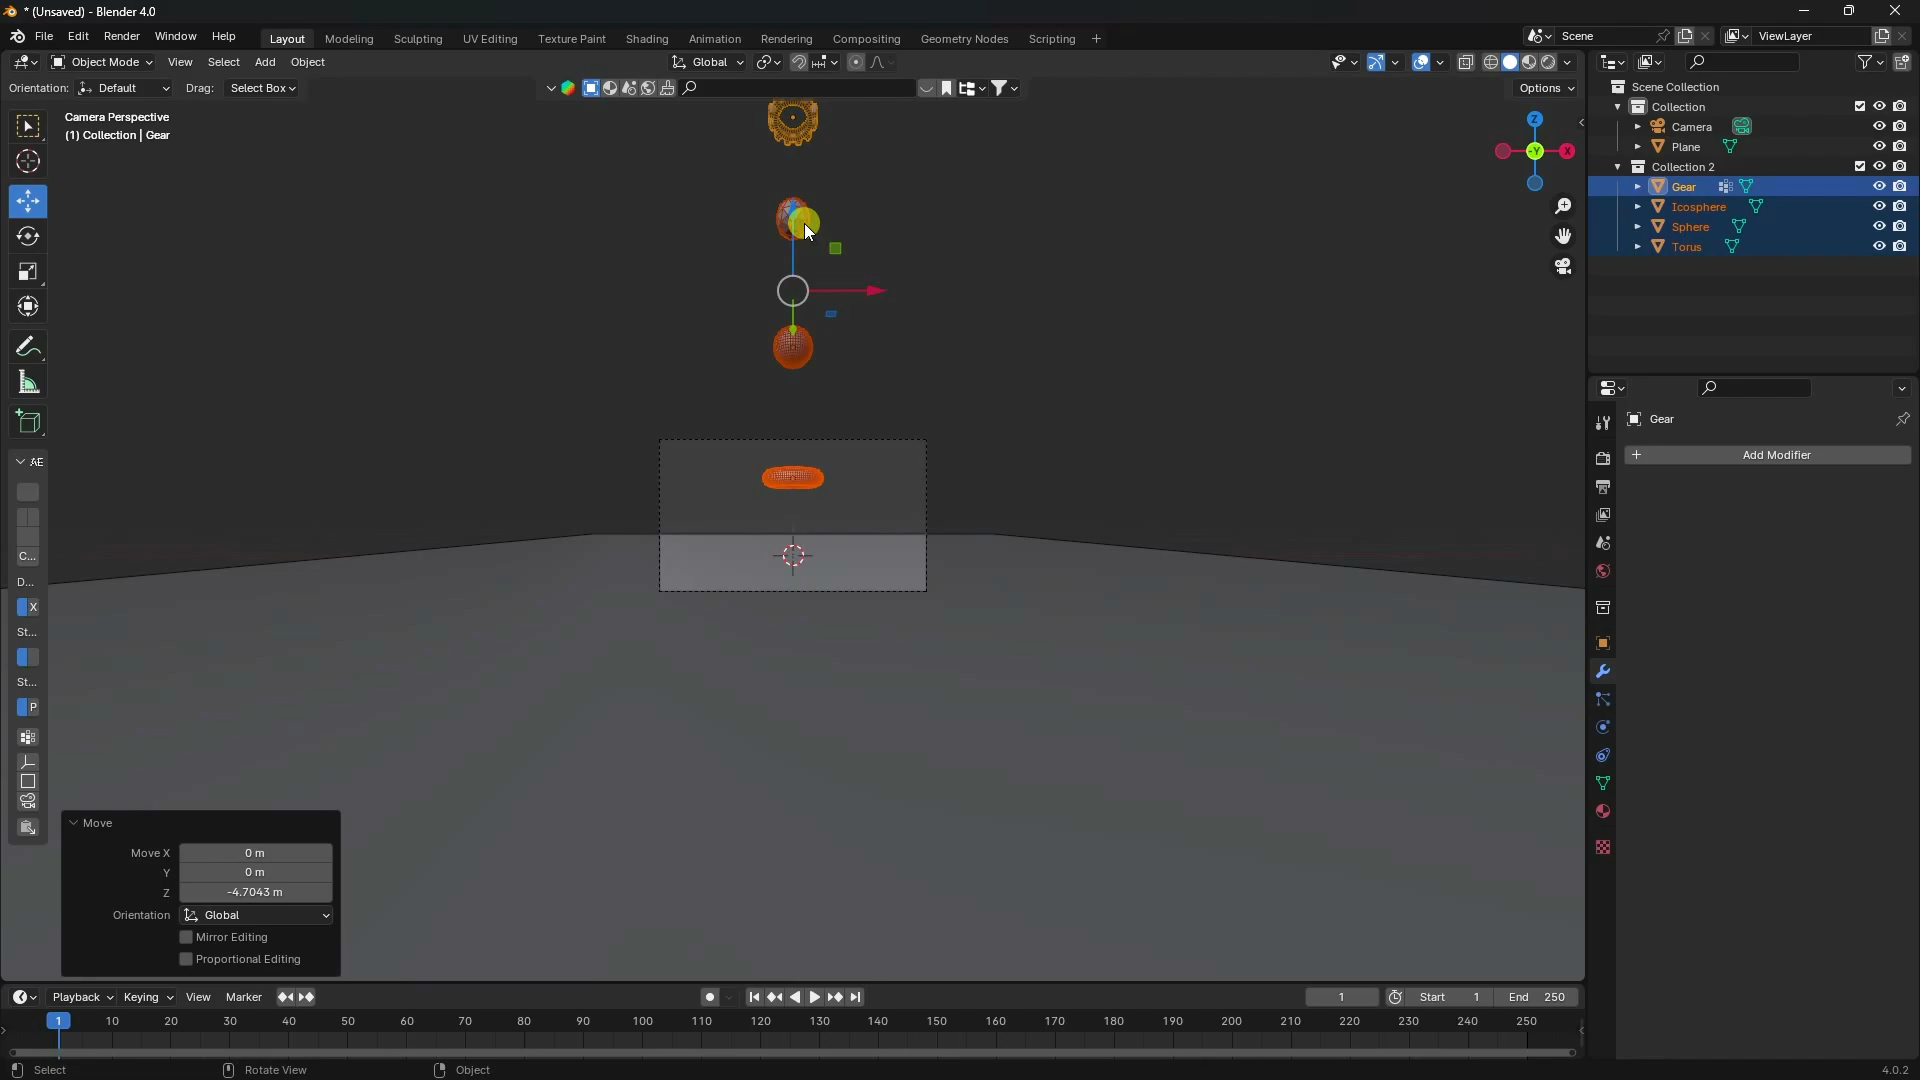 * (Unsaved) - Blender 4.0
File Edit Render Window Help Layout Modeling Sculpting UV Editing Texture Paint Shading Animation Rendering Compositing Geometry Nodes Scripting + Scene ViewLayer
Object Mode View Select Add Object Global
Orientation: Default Drag: Select Box Options
Camera Perspective
(1) Collection | Gear
Z
-Y X
Scene Collection
Collection
Camera
Plane
Collection 2
Gear
Icosphere
Sphere
Torus
Gear
+ Add Modifier
AE
C...
D...
X
St...
St...
P
Move
Move X 0 m
Y 0 m
Z -4.7043 m
Orientation Global
Mirror Editing
Proportional Editing
Playback Keying View Marker 1 Start 1 End 250
1 10 20 30 40 50 60 70 80 90 100 110 120 130 140 150 160 170 180 190 200 210 220 230 240 250
Select Rotate View Object 4.0.2